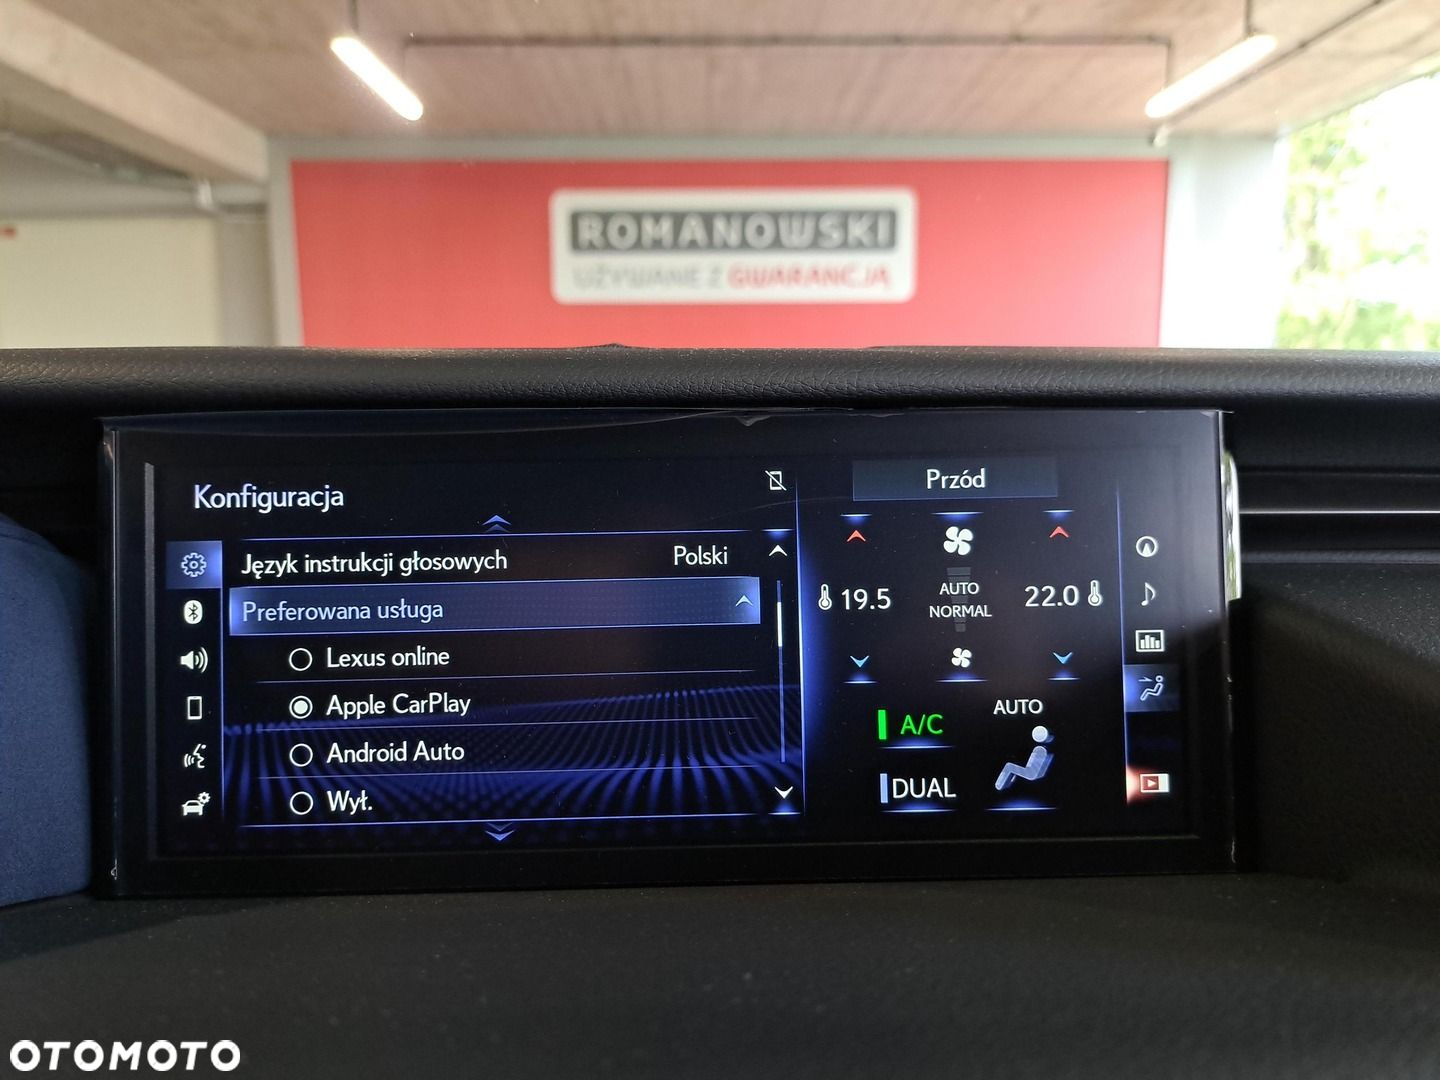 ROMANOWSKI
UŻYWANE Z GWARANCJĄ
Konfiguracja
Język instrukcji głosowych Polski
Preferowana usługa
Lexus online
Apple CarPlay
Android Auto
Wył.
Przód
19.5
AUTO
NORMAL
22.0
A/C
AUTO
DUAL
OTOMOTO